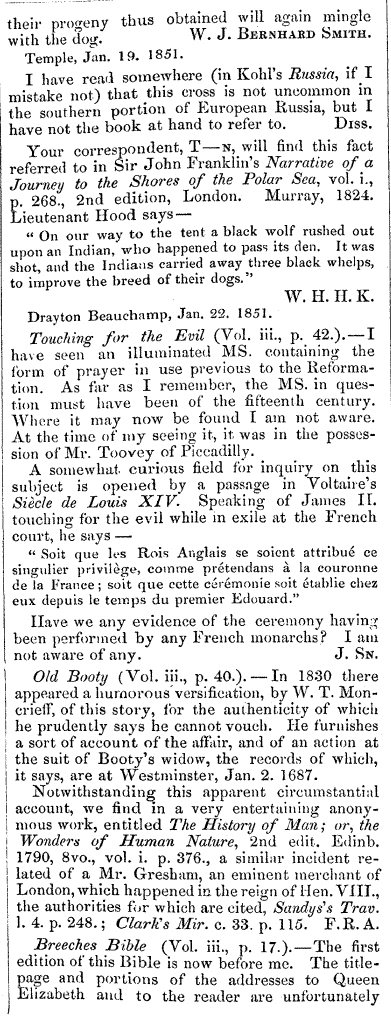 their progeny thus obtained will again mingle
with the dog. W. J. BERNHARD SMITH.
Temple, Jan. 19. 1851.
I have read somewhere (in Kohl's Russia, if I
mistake not) that this cross is not uncommon in
the southern portion of European Russia, but I
have not the book at hand to refer to. DISS.
Your correspondent, T—N, will find this fact
referred to in Sir John Franklin's Narrative of a
Journey to the Shores of the Polar Sea, vol. i.,
p. 268., 2nd edition, London. Murray, 1824.
Lieutenant Hood says—
"On our way to the tent a black wolf rushed out
upon an Indian, who happened to pass its den. It was
shot, and the Indians carried away three black whelps,
to improve the breed of their dogs."
W. H. H. K.
Drayton Beauchamp, Jan. 22. 1851.
Touching for the Evil (Vol. iii., p. 42.).—I
have seen an illuminated MS. containing the
form of prayer in use previous to the Reforma-
tion. As far as I remember, the MS. in ques-
tion must have been of the fifteenth century.
Where it may now be found I am not aware.
At the time of my seeing it, it was in the posses-
sion of Mr. Toovey of Piccadilly.
A somewhat curious field for inquiry on this
subject is opened by a passage in Voltaire's
Siècle de Louis XIV. Speaking of James II.
touching for the evil while in exile at the French
court, he says—
"Soit que les Rois Anglais se soient attribué ce
singulier privilège, comme prétendans à la couronne
de la France; soit que cette cérémonie soit établie chez
eux depuis le temps du premier Edouard."
Have we any evidence of the ceremony having
been performed by any French monarchs? I am
not aware of any. J. SN.
Old Booty (Vol. iii., p. 40.).—In 1830 there
appeared a humorous versification, by W. T. Mon-
crieff, of this story, for the authenticity of which
he prudently says he cannot vouch. He furnishes
a sort of account of the affair, and of an action at
the suit of Booty's widow, the records of which,
it says, are at Westminster, Jan. 2. 1687.
Notwithstanding this apparent circumstantial
account, we find in a very entertaining anony-
mous work, entitled The History of Man; or, the
Wonders of Human Nature, 2nd edit. Edinb.
1790, 8vo., vol. i. p. 376., a similar incident re-
lated of a Mr. Gresham, an eminent merchant of
London, which happened in the reign of Hen. VIII.,
the authorities for which are cited, Sandys's Trav.
l. 4. p. 248.; Clark's Mir. c. 33. p. 115. F. R. A.
Breeches Bible (Vol. iii., p. 17.).—The first
edition of this Bible is now before me. The title-
page and portions of the addresses to Queen
Elizabeth and to the reader are unfortunately